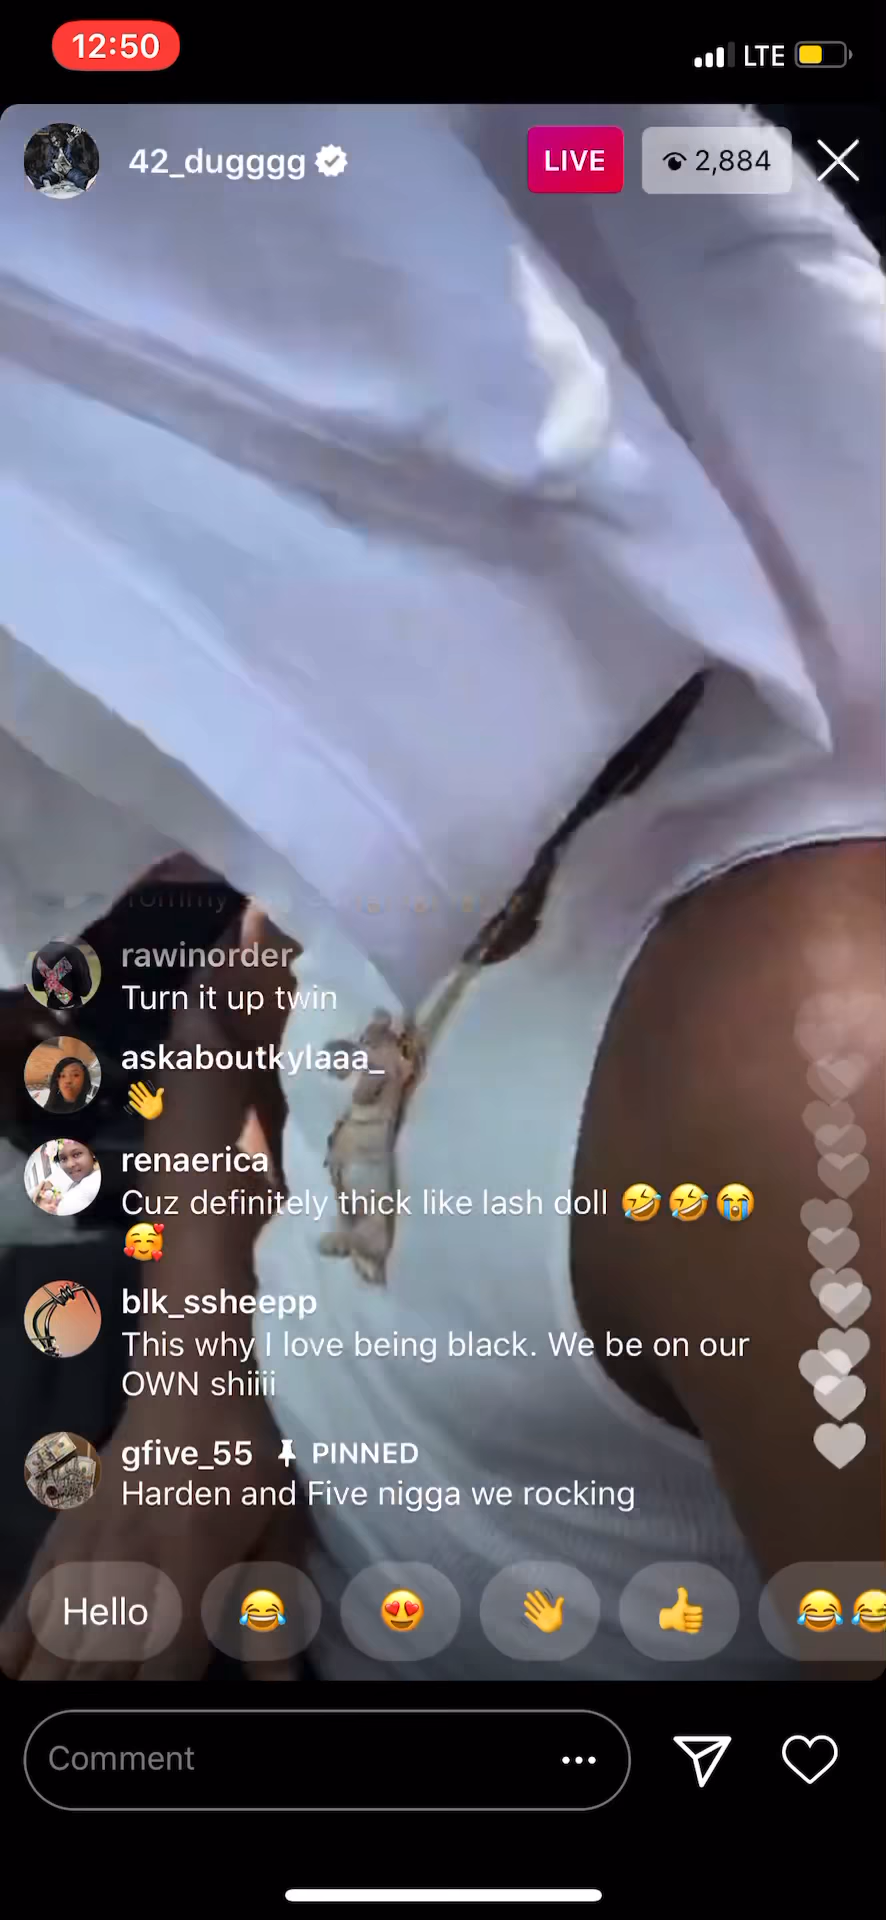 12:50
LTE
42_dugggg
LIVE
2,884
rawinorder
Turn it up twin
askaboutkylaaa_
👋
renaerica
Cuz definitely thick like lash doll 🤣🤣😭
🥰
blk_ssheepp
This why I love being black. We be on our
OWN shiiii
gfive_55 PINNED
Harden and Five nigga we rocking
Hello 😂 😍 👋 👍 😂😂
Comment